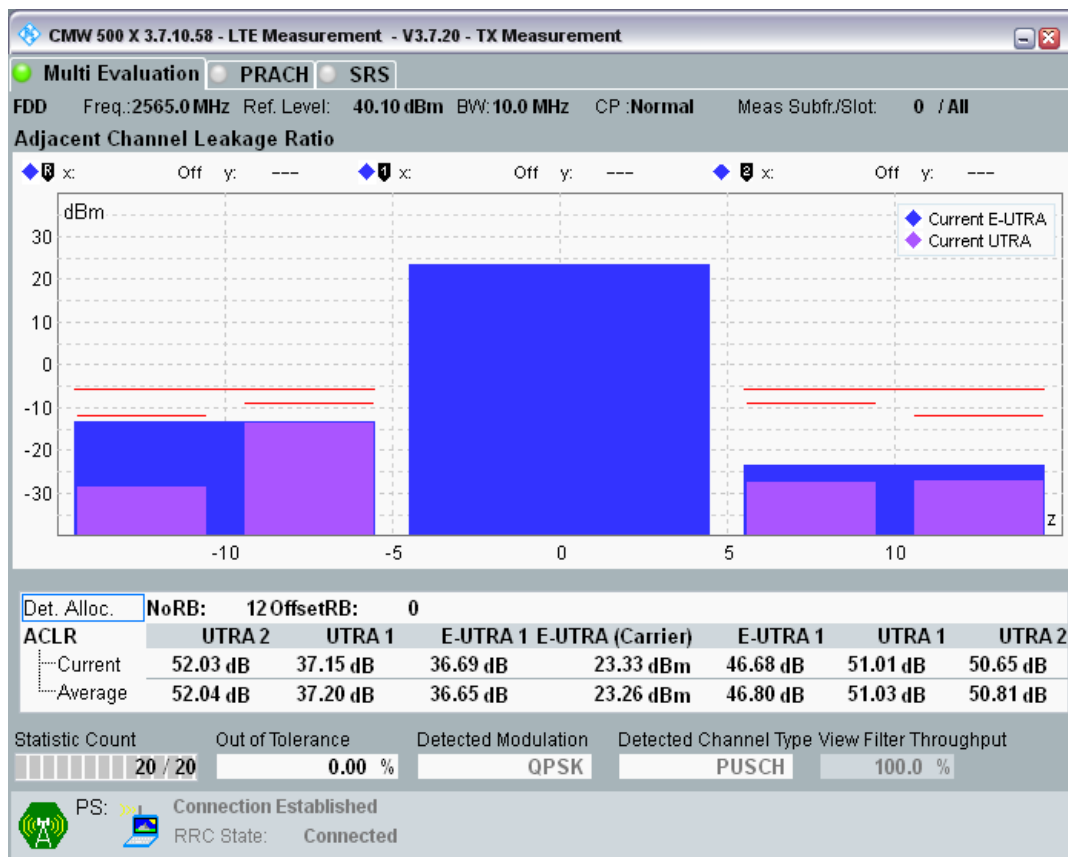 CMW 500 X 3.7.10.58 - LTE Measurement - V3.7.20 - TX Measurement
Multi Evaluation PRACH SRS
FDD Freq.:2565.0 MHz Ref. Level: 40.10 dBm BW: 10.0 MHz CP :Normal Meas Subfr./Slot: 0 / All
Adjacent Channel Leakage Ratio
R x: Off y: --- 1 x: Off y: --- 2 x: Off y: ---
dBm
Current E-UTRA
Current UTRA
30
20
10
0
-10
-20
-30
z
-10 -5 0 5 10
Det. Alloc. NoRB: 12 OffsetRB: 0
ACLR UTRA 2 UTRA 1 E-UTRA 1 E-UTRA (Carrier) E-UTRA 1 UTRA 1 UTRA 2
Current 52.03 dB 37.15 dB 36.69 dB 23.33 dBm 46.68 dB 51.01 dB 50.65 dB
Average 52.04 dB 37.20 dB 36.65 dB 23.26 dBm 46.80 dB 51.03 dB 50.81 dB
Statistic Count Out of Tolerance Detected Modulation Detected Channel Type View Filter Throughput
20 / 20 0.00 % QPSK PUSCH 100.0 %
PS: Connection Established
RRC State: Connected